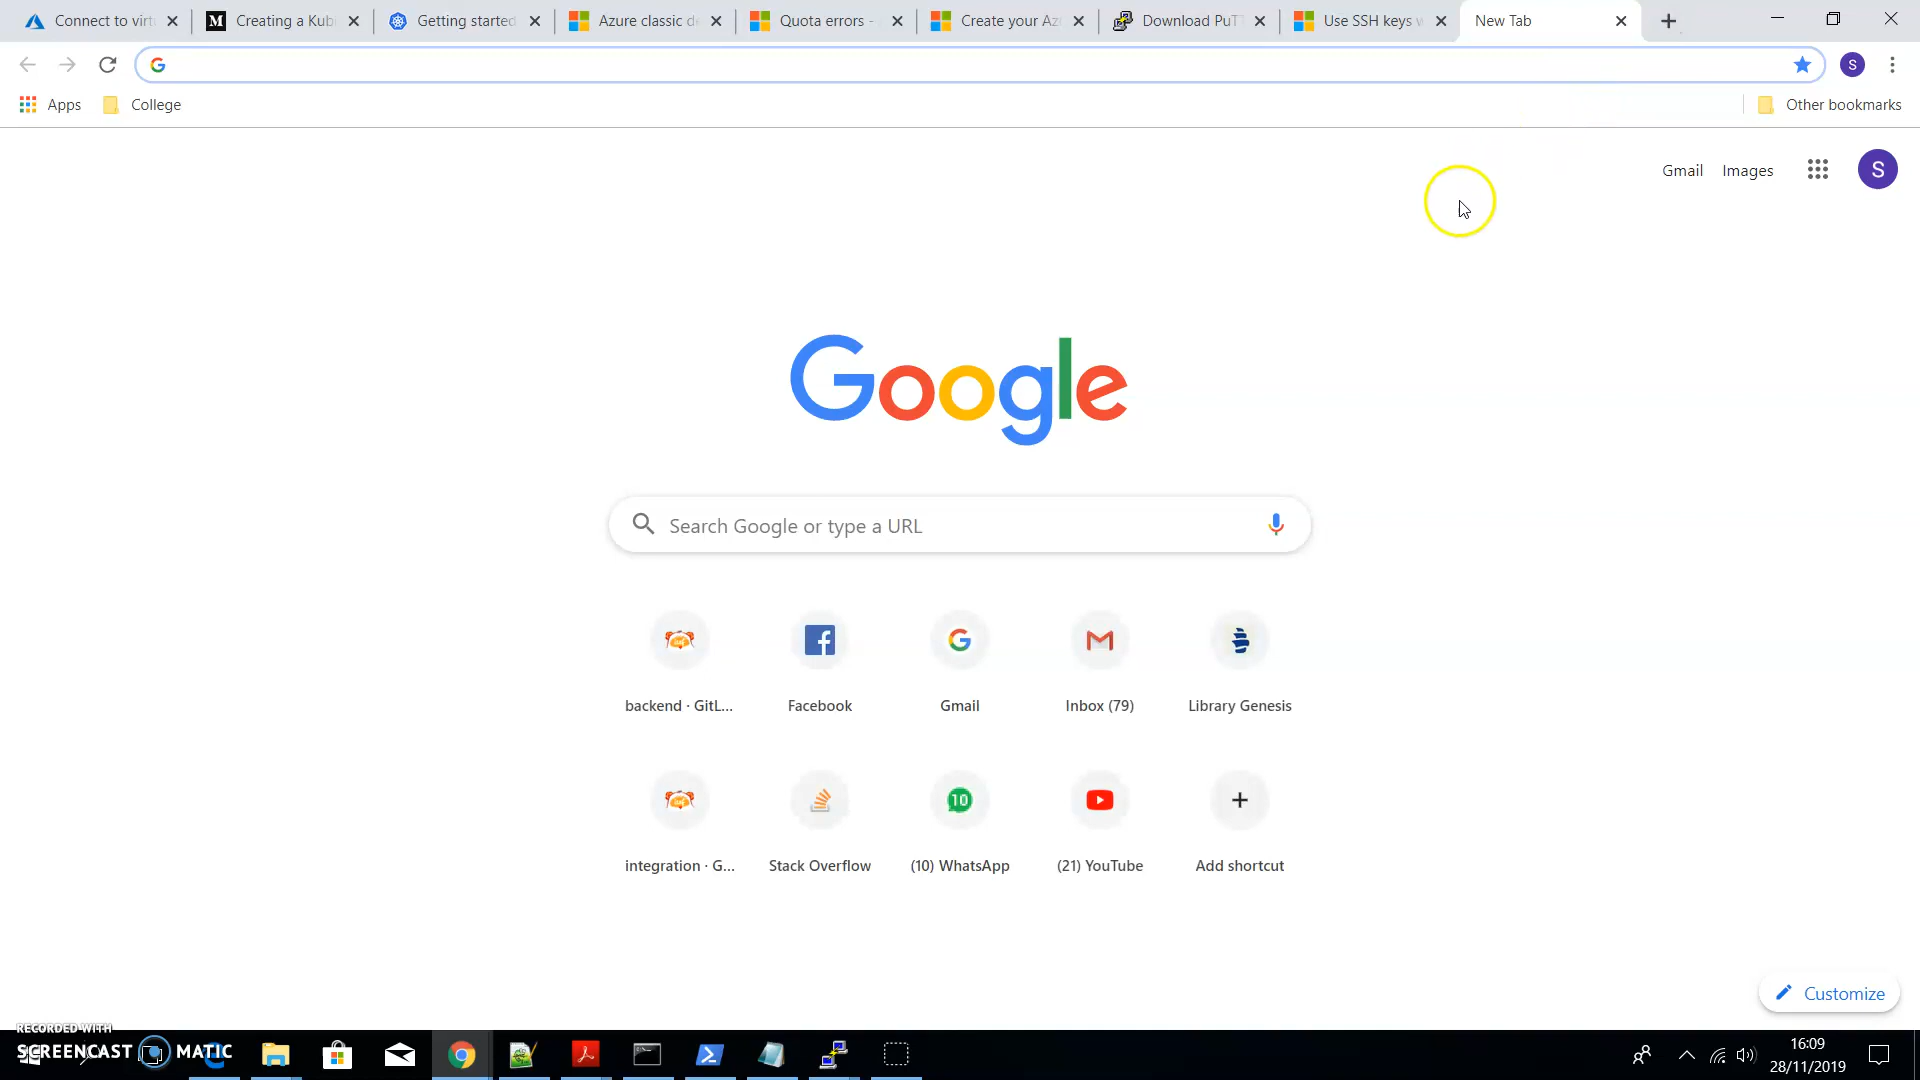 Connect to virtu
Creating a Kub
Getting started
Azure classic de
Quota errors -
Create your Az
Download PuTT
Use SSH keys w
New Tab
Apps
College
Other bookmarks
S
Gmail
Images
S
Google
Search Google or type a URL
backend · GitL...
Facebook
Gmail
Inbox (79)
Library Genesis
10
integration · G...
Stack Overflow
(10) WhatsApp
(21) YouTube
Add shortcut
Customize
RECORDED WITH
SCREENCAST MATIC
16:09
28/11/2019